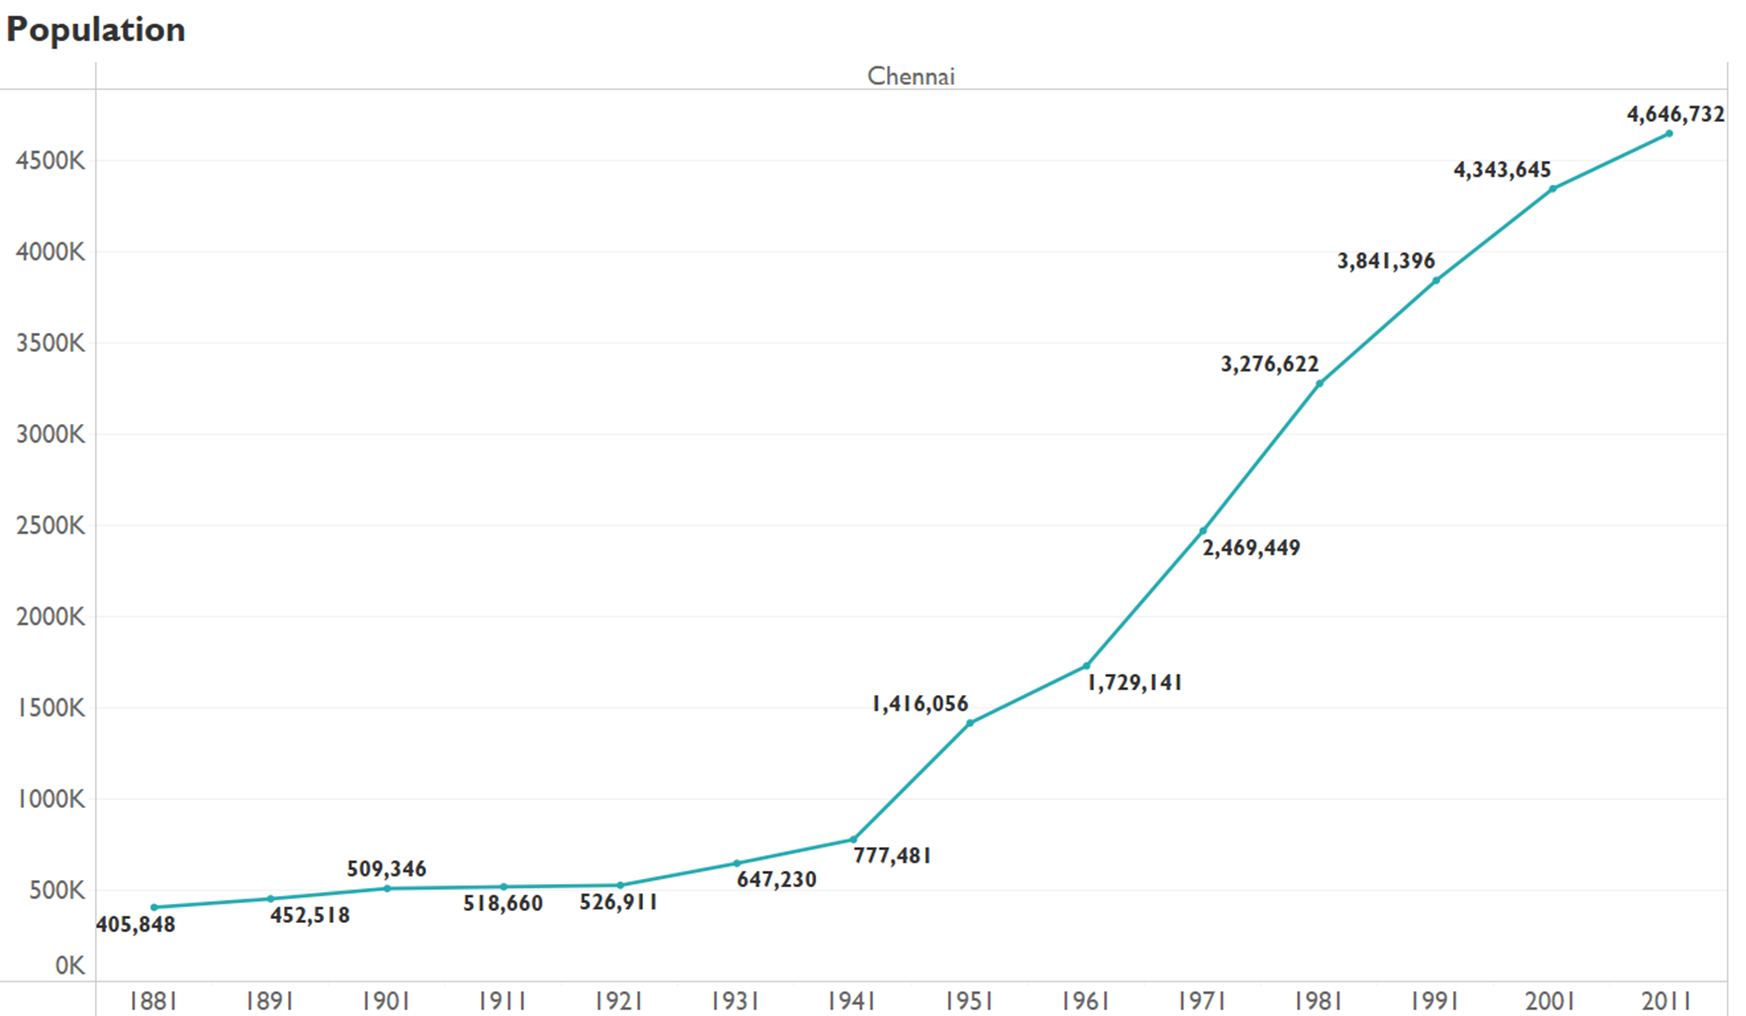 Population
Chennai
4,646,732
4500K
4,343,645
4000K
3,841,396
3500K
3,276,622
3000K
2500K
2,469,449
2000K
1,729,141
1500K
1,416,056
1000K
777,481
509,346
647,230
500K
518,660
526,911
452,518
405,848
0K
1881 1891 1901 1911 1921 1931 1941 1951 1961 1971 1981 1991 2001 2011